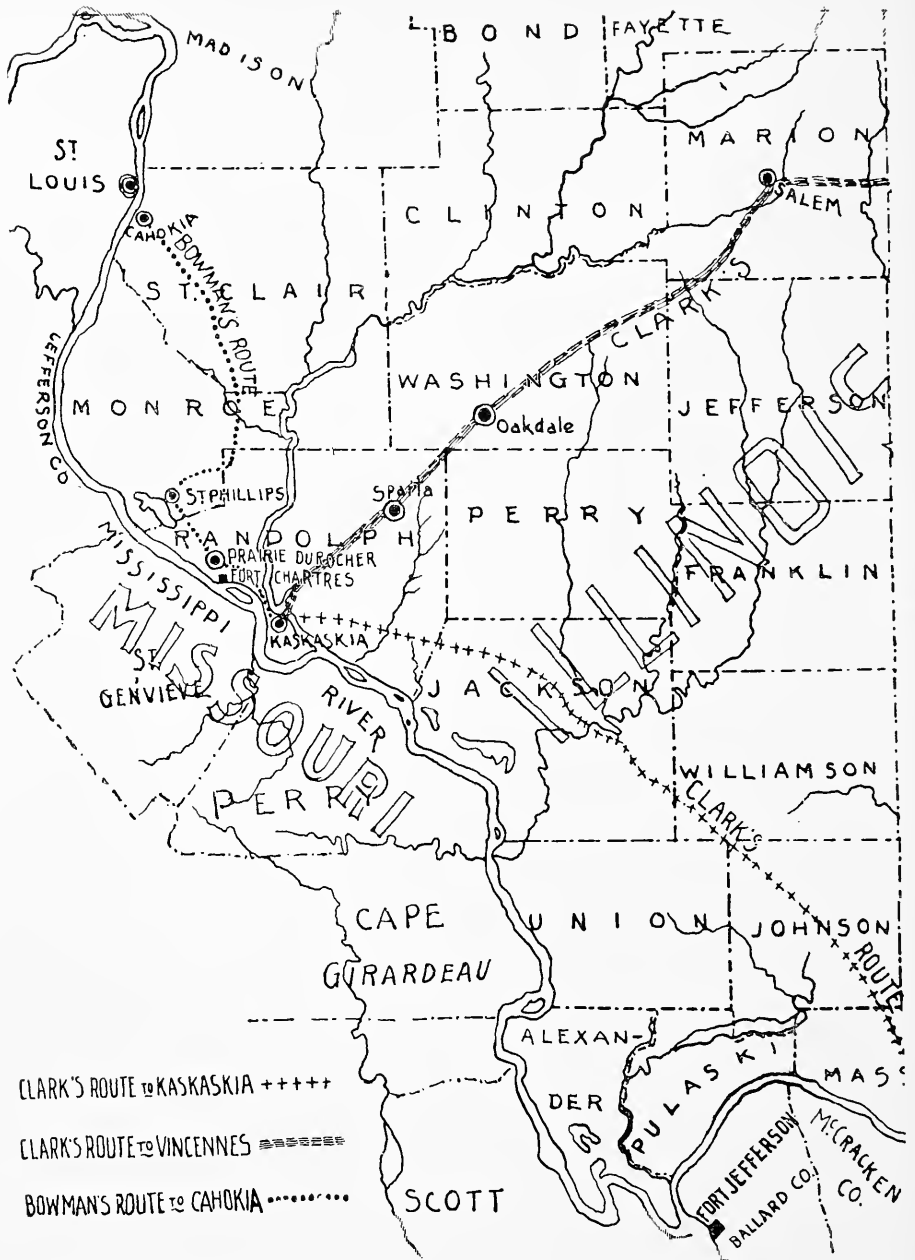 MADISON
L.
BOND
FAYETTE
MARION
ST
LOUIS
SALEM
CAHOKIA
CLINTON
BOWMAN'S ROUTE
ST. CLAIR
CLARK'S
JEFFERSON CO
WASHINGTON
MONROE
JEFFERSON
Oakdale
ILLINOIS
ST PHILLIPS
Sparta
PERRY
RANDOLPH
PRAIRIE DU ROCHER
FORT CHARTRES
FRANKLIN
MISSISSIPPI
RIVER
KASKASKIA
MISSOURI
ST.
GENVIEVE
JACKSON
PERRY
WILLIAMSON
CLARK'S
ROUTE
CAPE
GIRARDEAU
UNION
JOHNSON
ALEXAN-
DER
PULASKI
MASS
CLARK'S ROUTE TO KASKASKIA +++++
CLARK'S ROUTE TO VINCENNES
BOWMAN'S ROUTE TO CAHOKIA
SCOTT
FORT JEFFERSON
BALLARD CO.
McCRACKEN
CO.